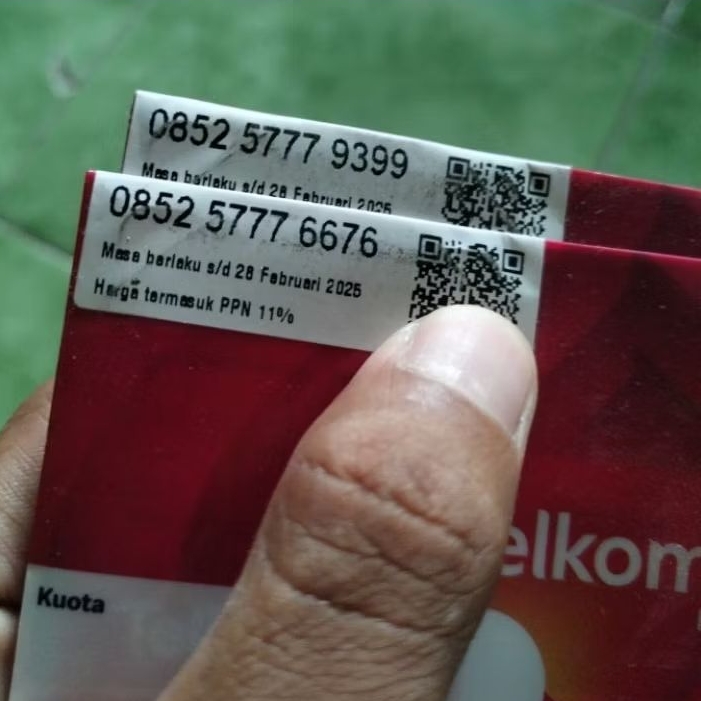 0852 5777 9399
Masa berlaku s/d 28 Februari 2025
0852 5777 6676
Masa berlaku s/d 28 Februari 2025
Harga termasuk PPN 11%
elkom
Kuota